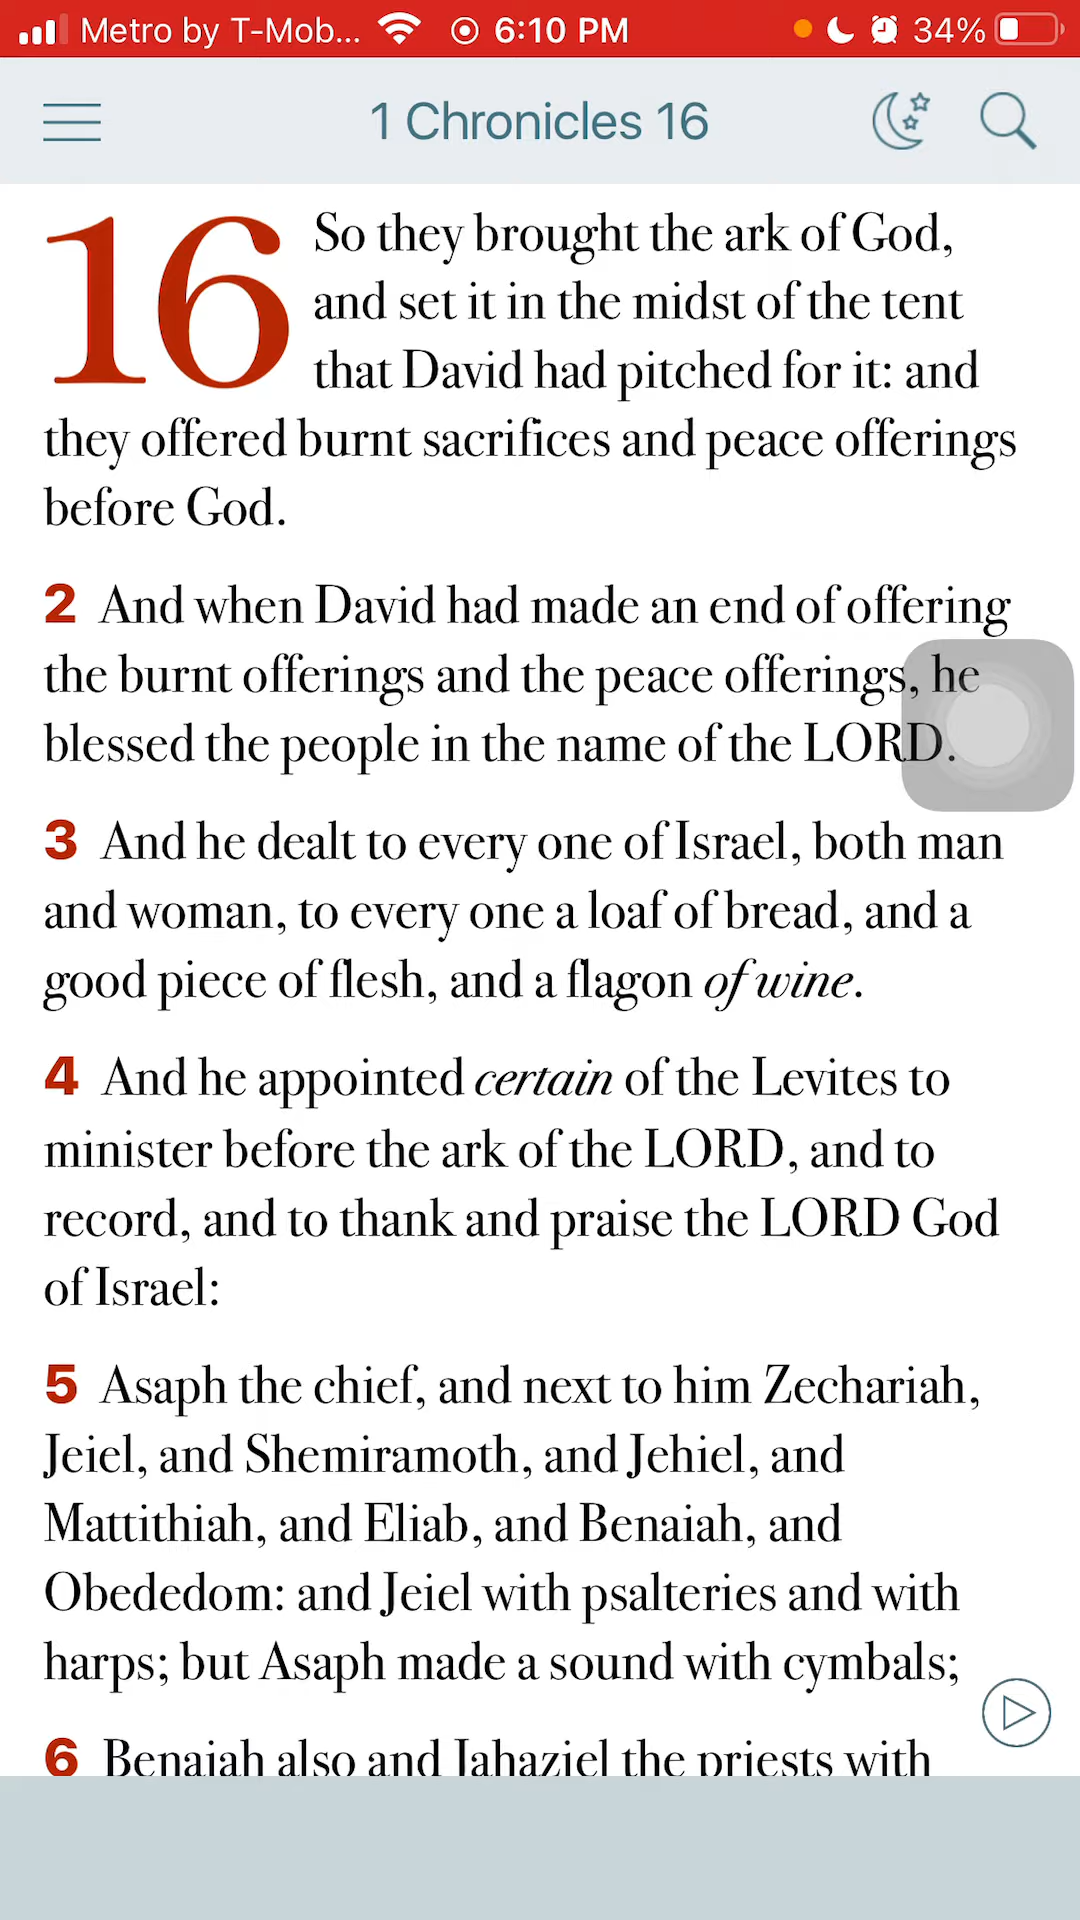 Metro by T-Mob... 6:10 PM 34%
1 Chronicles 16
16 So they brought the ark of God,
and set it in the midst of the tent
that David had pitched for it: and
they offered burnt sacrifices and peace offerings
before God.
2 And when David had made an end of offering
the burnt offerings and the peace offerings, he
blessed the people in the name of the LORD.
3 And he dealt to every one of Israel, both man
and woman, to every one a loaf of bread, and a
good piece of flesh, and a flagon of wine.
4 And he appointed certain of the Levites to
minister before the ark of the LORD, and to
record, and to thank and praise the LORD God
of Israel:
5 Asaph the chief, and next to him Zechariah,
Jeiel, and Shemiramoth, and Jehiel, and
Mattithiah, and Eliab, and Benaiah, and
Obededom: and Jeiel with psalteries and with
harps; but Asaph made a sound with cymbals;
6 Benaiah also and Jahaziel the priests with